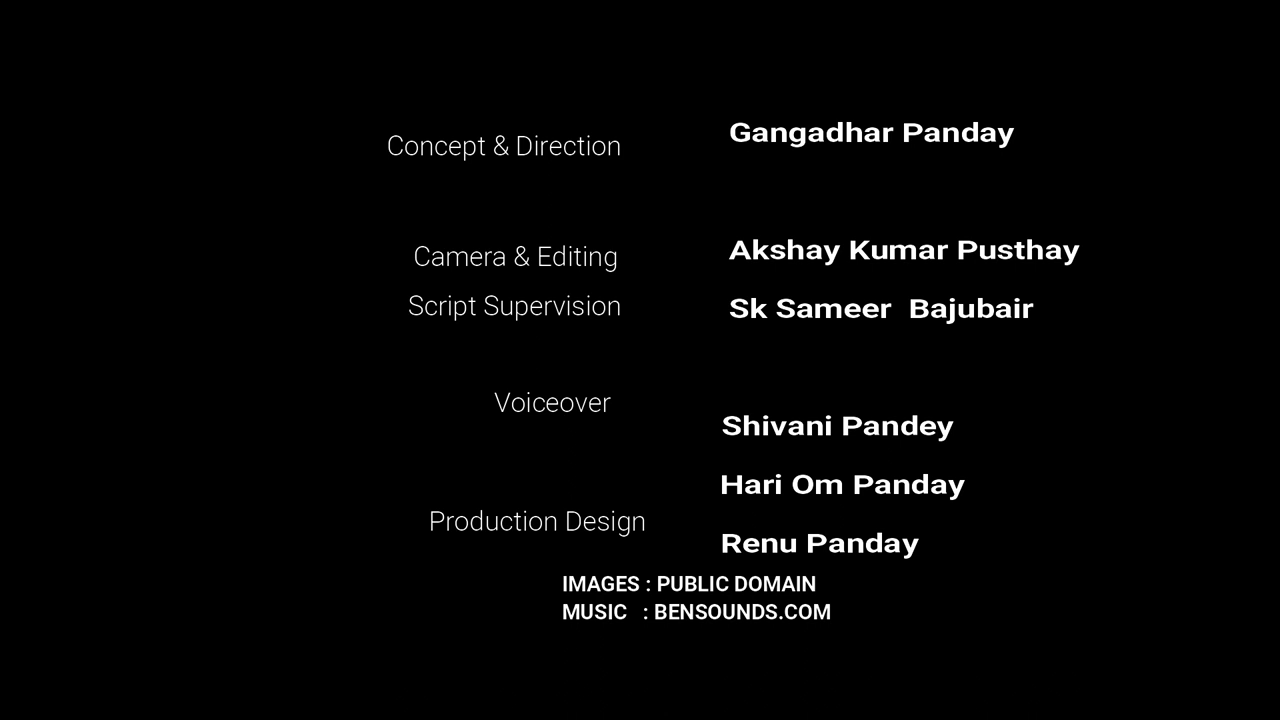 Concept & Direction Gangadhar Panday
Camera & Editing Akshay Kumar Pusthay
Script Supervision Sk Sameer  Bajubair
Voiceover Shivani Pandey
Hari Om Panday
Production Design Renu Panday
IMAGES : PUBLIC DOMAIN
MUSIC   : BENSOUNDS.COM